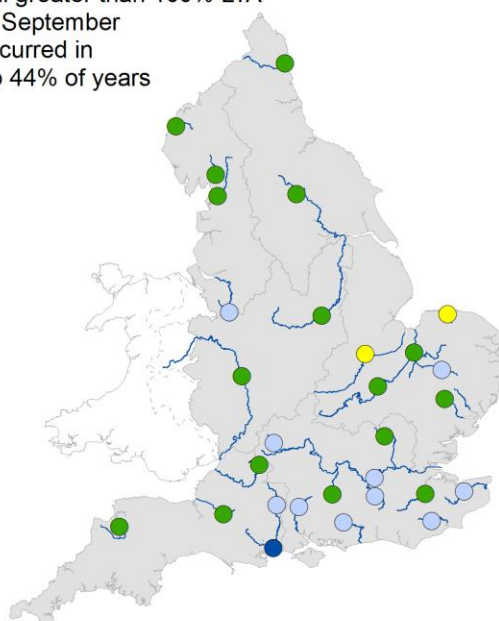 greater than 100% LTA
September
curred in
o 44% of years